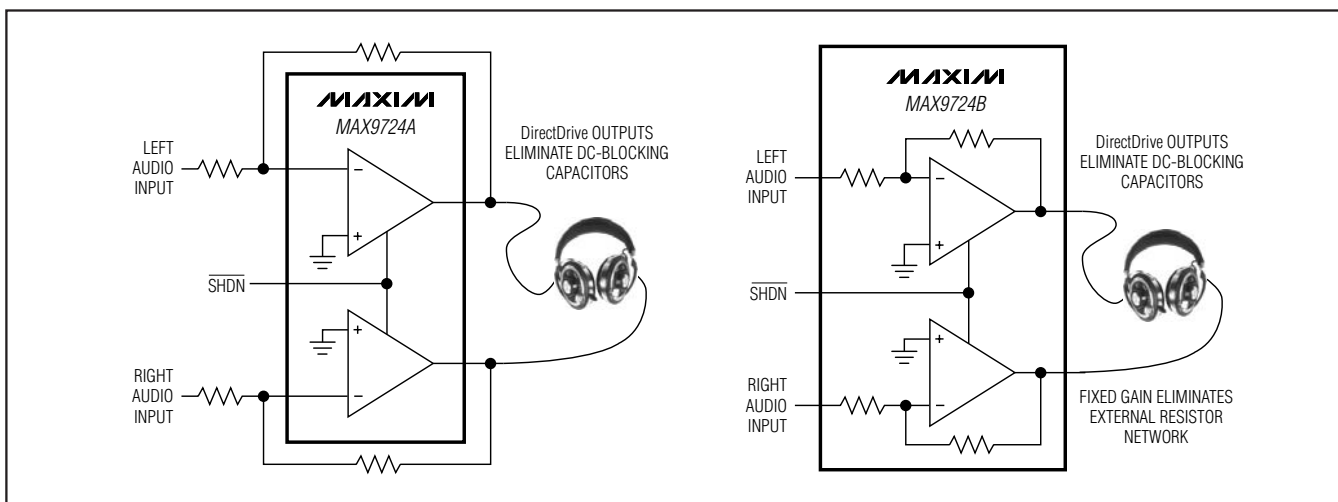 MAXIM
MAX9724A
LEFT
AUDIO
INPUT
−
+
DirectDrive OUTPUTS
ELIMINATE DC-BLOCKING
CAPACITORS
SHDN
+
−
RIGHT
AUDIO
INPUT
MAXIM
MAX9724B
LEFT
AUDIO
INPUT
−
+
DirectDrive OUTPUTS
ELIMINATE DC-BLOCKING
CAPACITORS
SHDN
+
−
RIGHT
AUDIO
INPUT
FIXED GAIN ELIMINATES
EXTERNAL RESISTOR
NETWORK